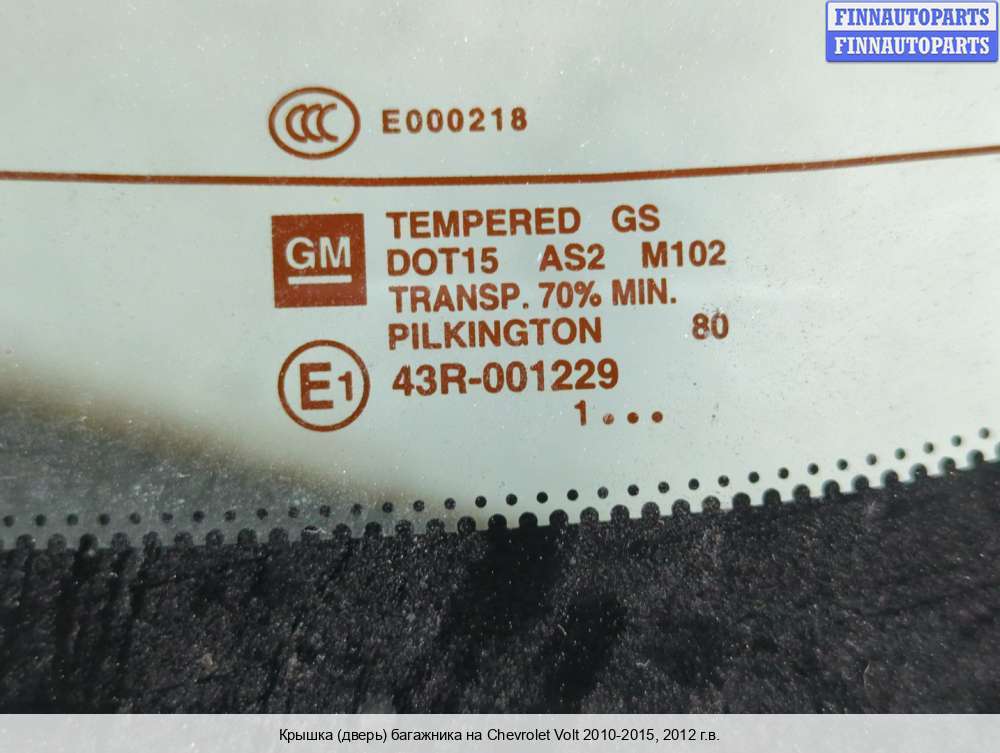 FINNAUTOPARTS
FINNAUTOPARTS
CCC E000218
GM
TEMPERED GS
DOT15 AS2 M102
TRANSP. 70% MIN.
PILKINGTON 80
E1 43R-001229
1...
Крышка (дверь) багажника на Chevrolet Volt 2010-2015, 2012 г.в.